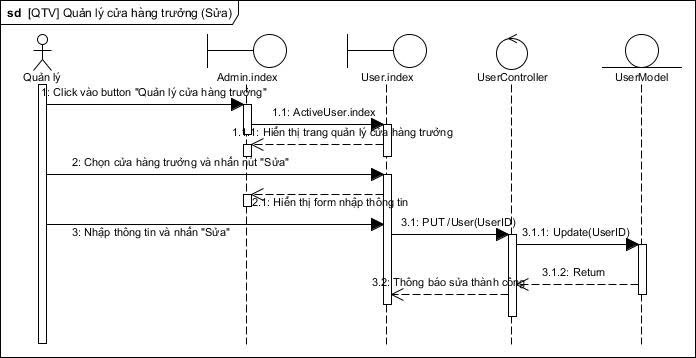 sd [QTV] Quản lý cửa hàng trưởng (Sửa)
Quản lý
Admin.index
User.index
UserController
UserModel
1: Click vào button "Quản lý cửa hàng trưởng"
1.1: ActiveUser.index
1.1.1: Hiển thị trang quản lý cửa hàng trưởng
2: Chọn cửa hàng trưởng và nhấn nút "Sửa"
2.1: Hiển thị form nhập thông tin
3: Nhập thông tin và nhấn "Sửa"
3.1: PUT /User(UserID)
3.1.1: Update(UserID)
3.1.2: Return
3.2: Thông báo sửa thành công